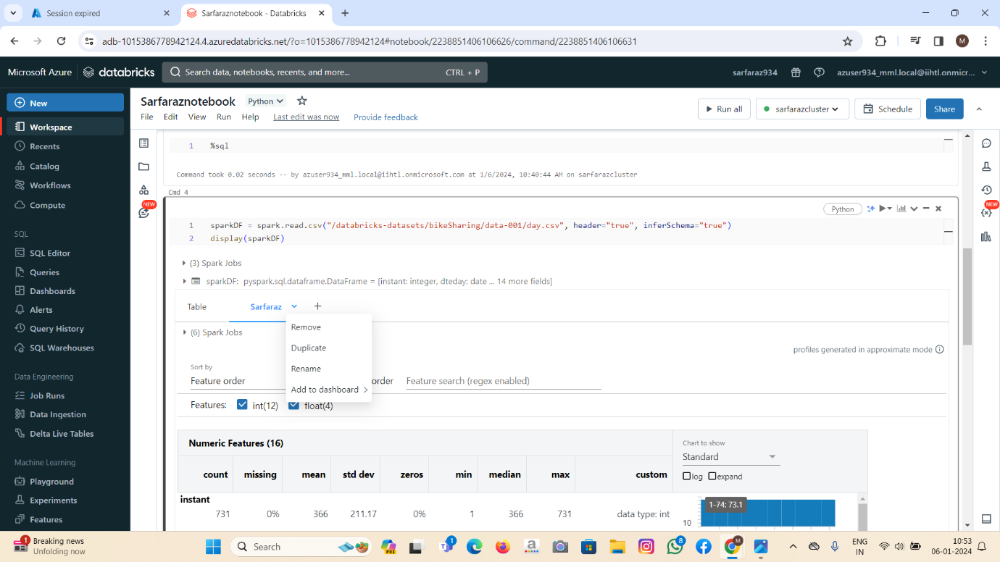 Session expired
Sarfaraznotebook - Databricks
adb-1015386778942124.4.azuredatabricks.net/?o=1015386778942124#notebook/2238851406106626/command/2238851406106631
M
Microsoft Azure
databricks
Search data, notebooks, recents, and more...
CTRL + P
sarfaraz934
azuser934_mml.local@iihtl.onmicr...
New
Workspace
Recents
Catalog
Workflows
Compute
SQL
SQL Editor
Queries
Dashboards
Alerts
Query History
SQL Warehouses
Data Engineering
Job Runs
Data Ingestion
Delta Live Tables
Machine Learning
Playground
Experiments
Features
Sarfaraznotebook
Python
File Edit View Run Help Last edit was now Provide feedback
Run all
sarfarazcluster
Schedule
Share
NEW
NEW
1 %sql
Command took 0.02 seconds -- by azuser934_mml.local@iihtl.onmicrosoft.com at 1/6/2024, 10:40:44 AM on sarfarazcluster
Cmd 4
Python
1 sparkDF = spark.read.csv("/databricks-datasets/bikeSharing/data-001/day.csv", header="true", inferSchema="true")
2 display(sparkDF)
(3) Spark Jobs
sparkDF: pyspark.sql.dataframe.DataFrame = [instant: integer, dteday: date ... 14 more fields]
Table Sarfaraz +
(6) Spark Jobs
Remove
Duplicate
Rename
Add to dashboard
profiles generated in approximate mode
Sort by
Feature order
order
Feature search (regex enabled)
Features: int(12) float(4)
Numeric Features (16)
Chart to show
Standard
log expand
count missing mean std dev zeros min median max custom
instant
731 0% 366 211.17 0% 1 366 731 data type: int
1-74: 73.1
10
1
Breaking news
Unfolding now
Search
PRE
1
a
8
M
ENG
IN
10:53
06-01-2024